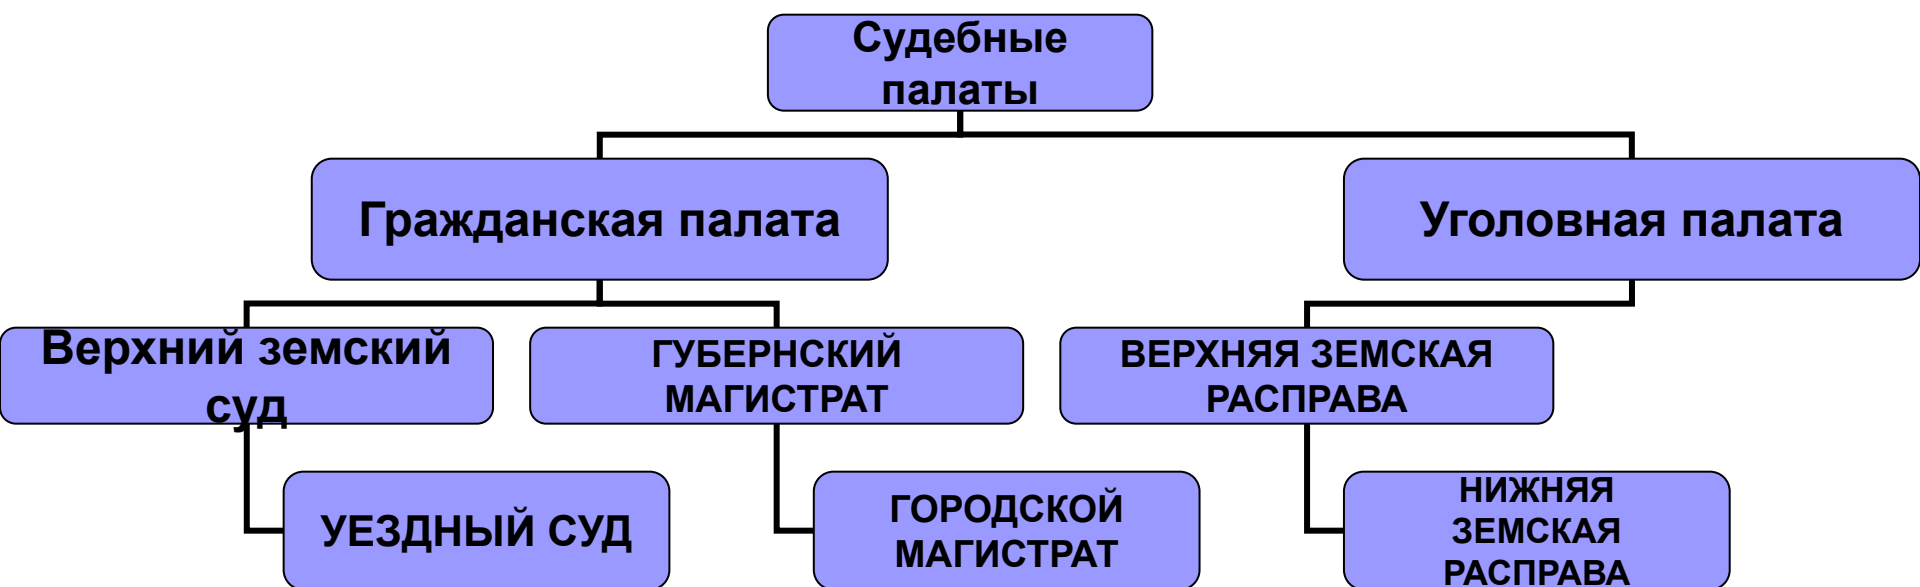 Судебные
палаты
Гражданская палата
Уголовная палата
Верхний земский
суд
ГУБЕРНСКИЙ
МАГИСТРАТ
ВЕРХНЯЯ ЗЕМСКАЯ
РАСПРАВА
УЕЗДНЫЙ СУД
ГОРОДСКОЙ
МАГИСТРАТ
НИЖНЯЯ
ЗЕМСКАЯ
РАСПРАВА